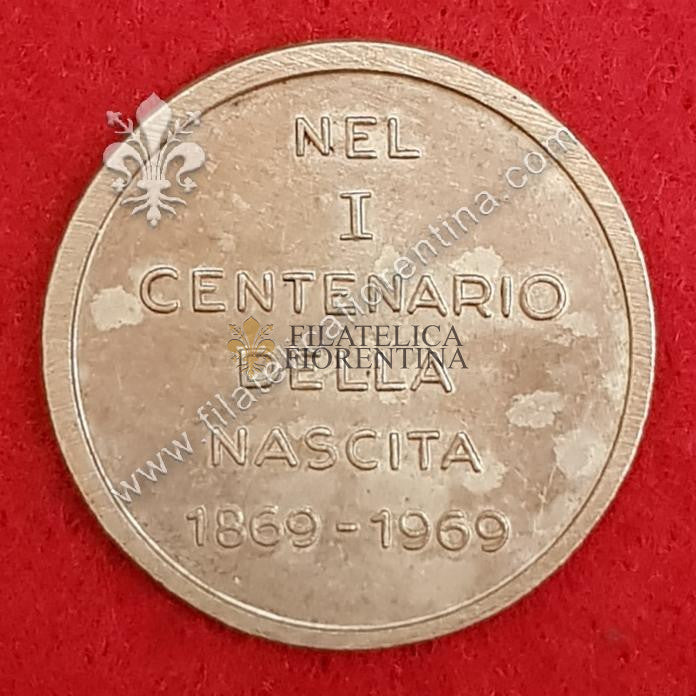 NEL
I
CENTENARIO
DELLA
NASCITA
1869-1969
FILATELICA
FIORENTINA
www.filatelicafiorentina.com